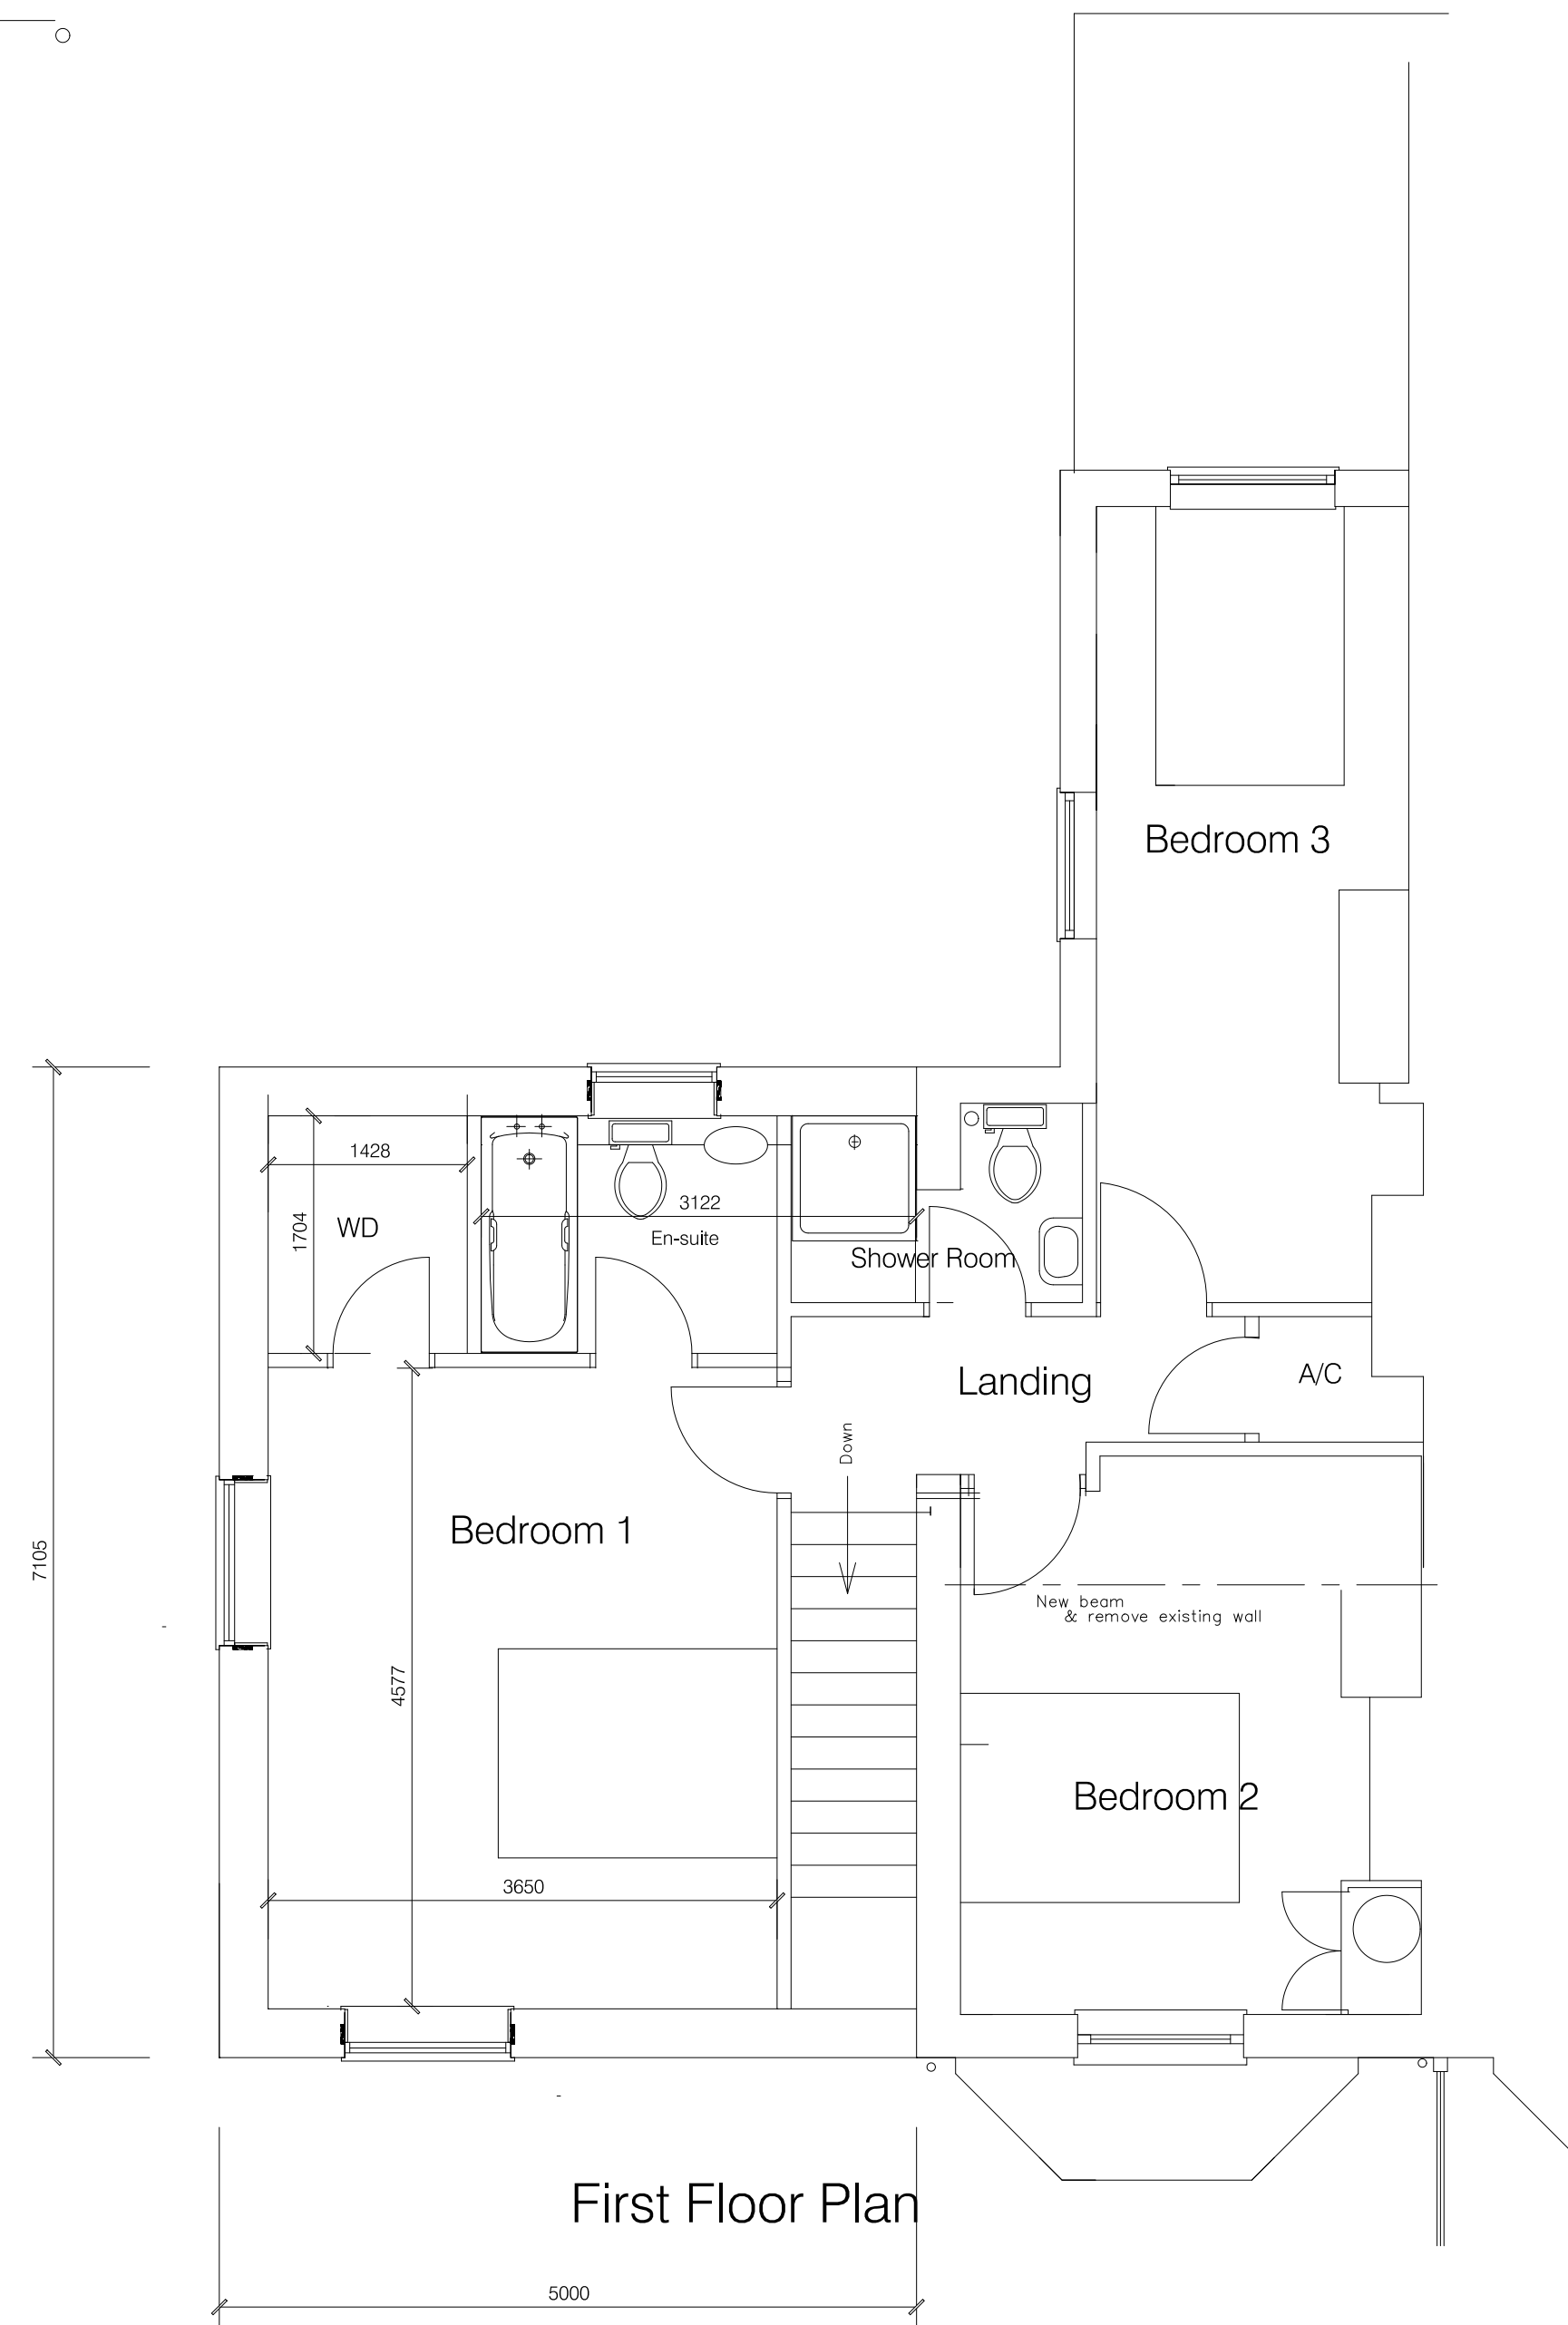 Bedroom 3
1428
1704
WD
3122
En-suite
Shower Room
Landing
A/C
Down
Bedroom 1
7105
New beam
& remove existing wall
4577
Bedroom 2
3650
First Floor Plan
5000